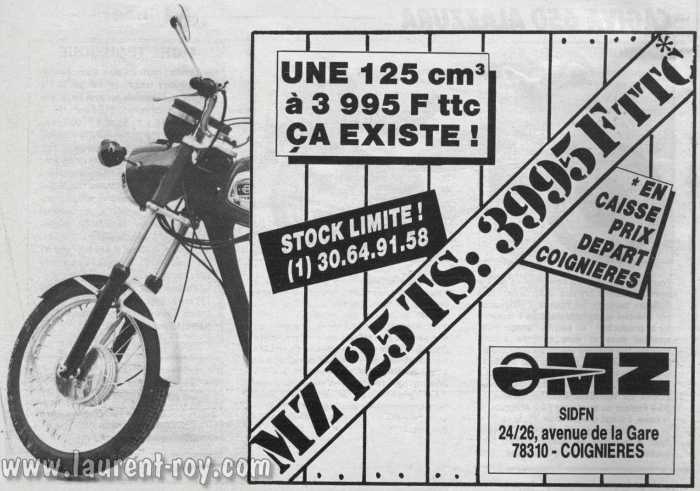 UNE 125 cm³
à 3 995 F ttc
ÇA EXISTE !
MZ 125 TS: 3995 F TTC*
STOCK LIMITE !
(1) 30.64.91.58
* EN
CAISSE
PRIX
DEPART
COIGNIERES
MZ
SIDFN
24/26, avenue de la Gare
78310 - COIGNIERES
www.laurent-roy.com